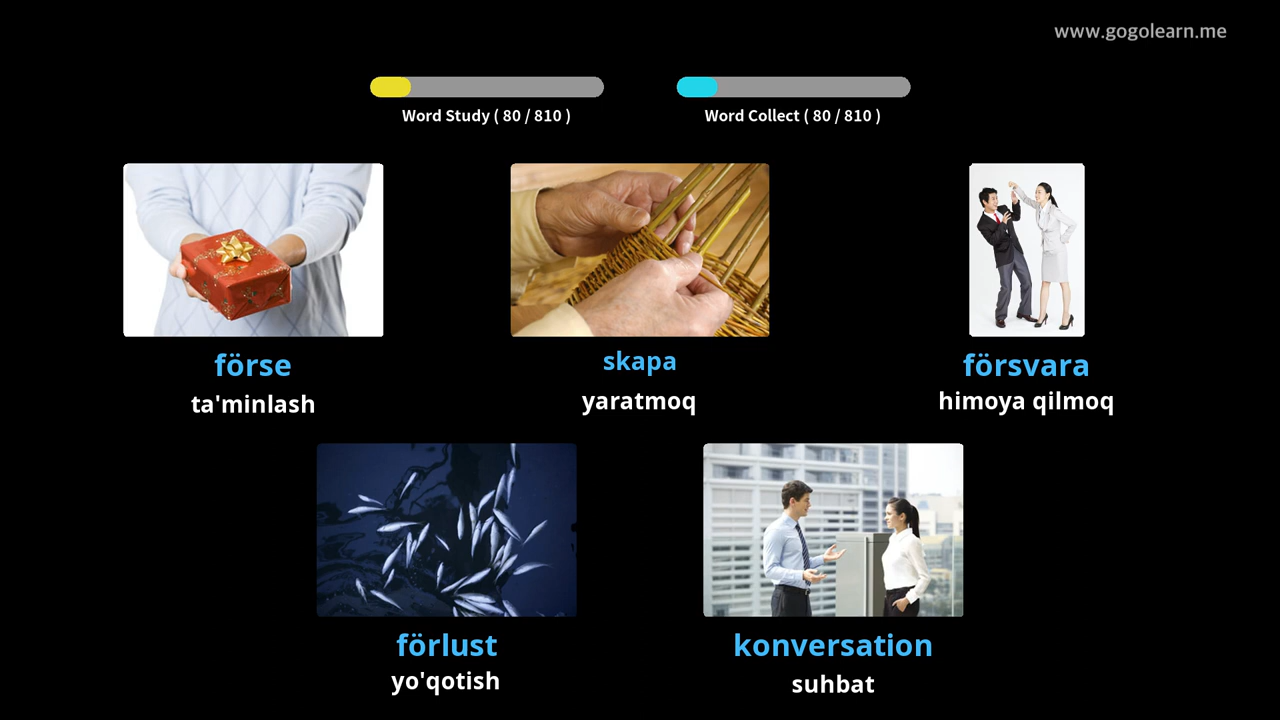 www.gogolearn.me
Word Study ( 80 / 810 )
Word Collect ( 80 / 810 )
förse
ta'minlash
skapa
yaratmoq
försvara
himoya qilmoq
förlust
yo'qotish
konversation
suhbat